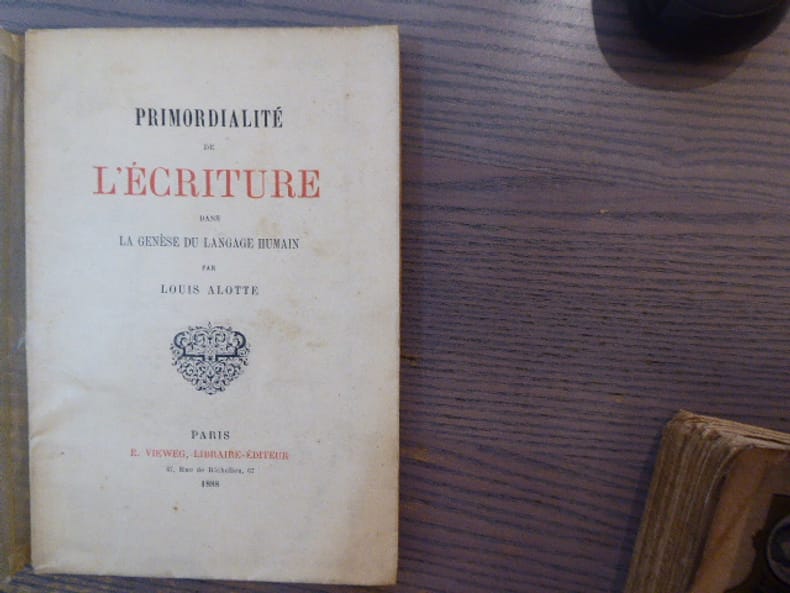 PRIMORDIALITÉ
DE
L'ÉCRITURE
DANS
LA GENÈSE DU LANGAGE HUMAIN
PAR
LOUIS ALOTTE
PARIS
E. VIEWEG, LIBRAIRE-ÉDITEUR
67, Rue de Richelieu, 67
1888